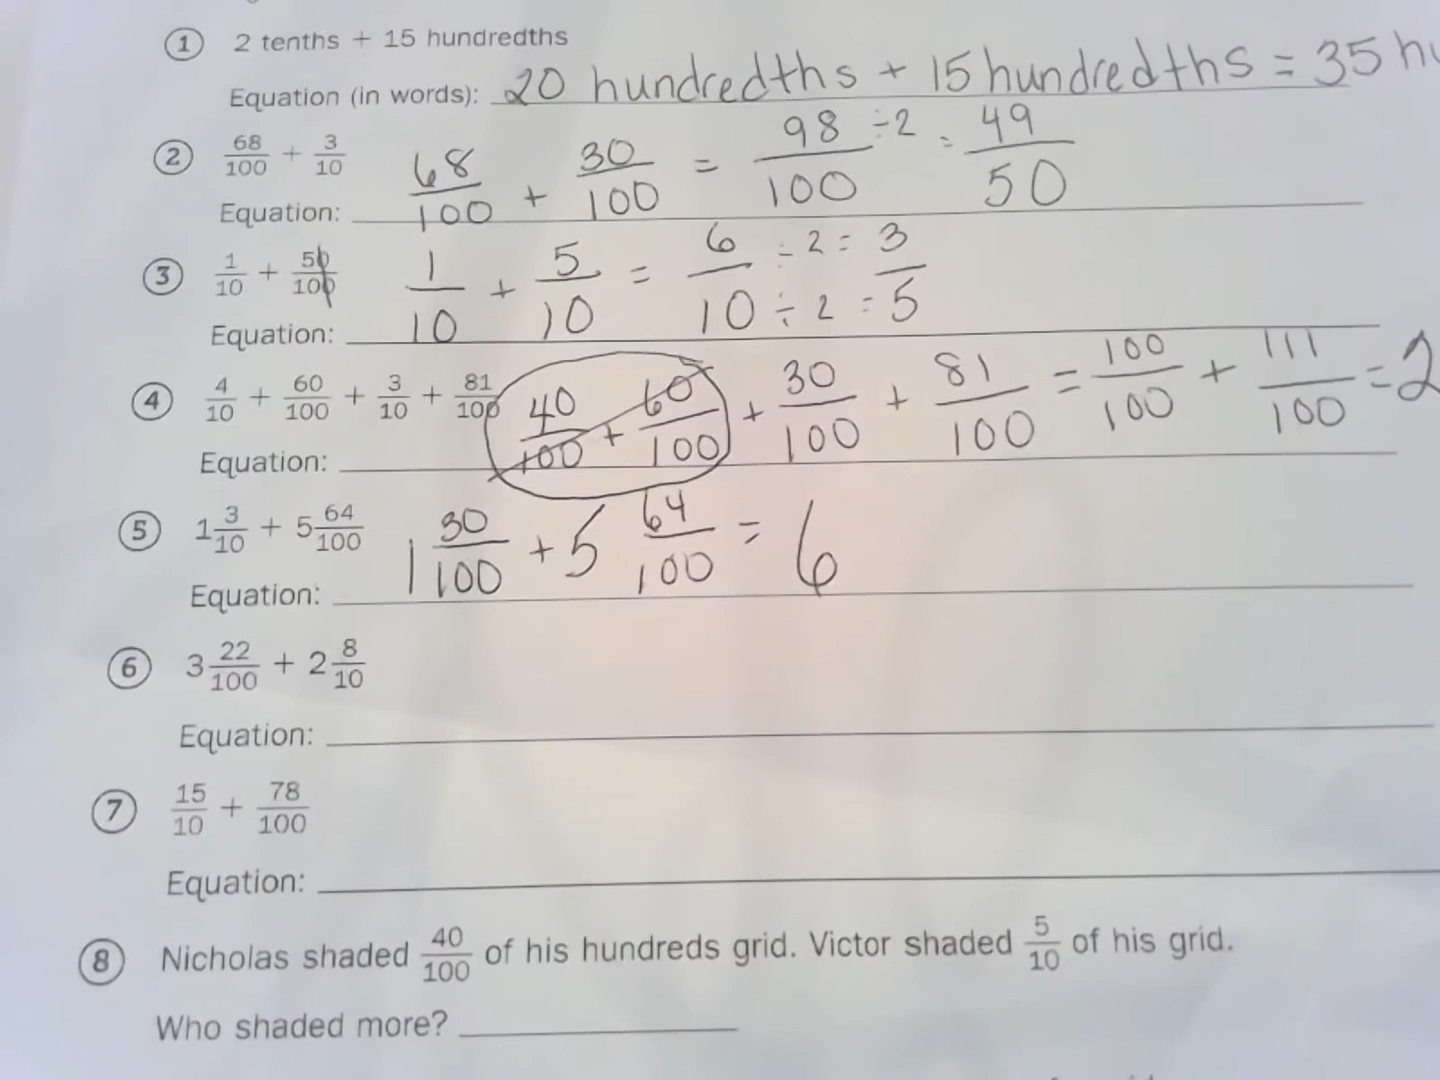 ① 2 tenths + 15 hundredths
Equation (in words): 20 hundredths + 15 hundredths = 35 hu
② 68/100 + 3/10
Equation: 68/100 + 30/100 = 98/100 ÷2 = 49/50
③ 1/10 + 50/100
Equation: 1/10 + 5/10 = 6/10 ÷ 2 = 3 ÷ 2 = 5
④ 4/10 + 60/100 + 3/10 + 81/100
Equation: 40/100 + 60/100 + 30/100 + 81/100 = 100/100 + 111/100 = 2
⑤ 1 3/10 + 5 64/100
Equation: 1 30/100 + 5 64/100 = 6
⑥ 3 22/100 + 2 8/10
Equation:
⑦ 15/10 + 78/100
Equation:
⑧ Nicholas shaded 40/100 of his hundreds grid. Victor shaded 5/10 of his grid.
Who shaded more?